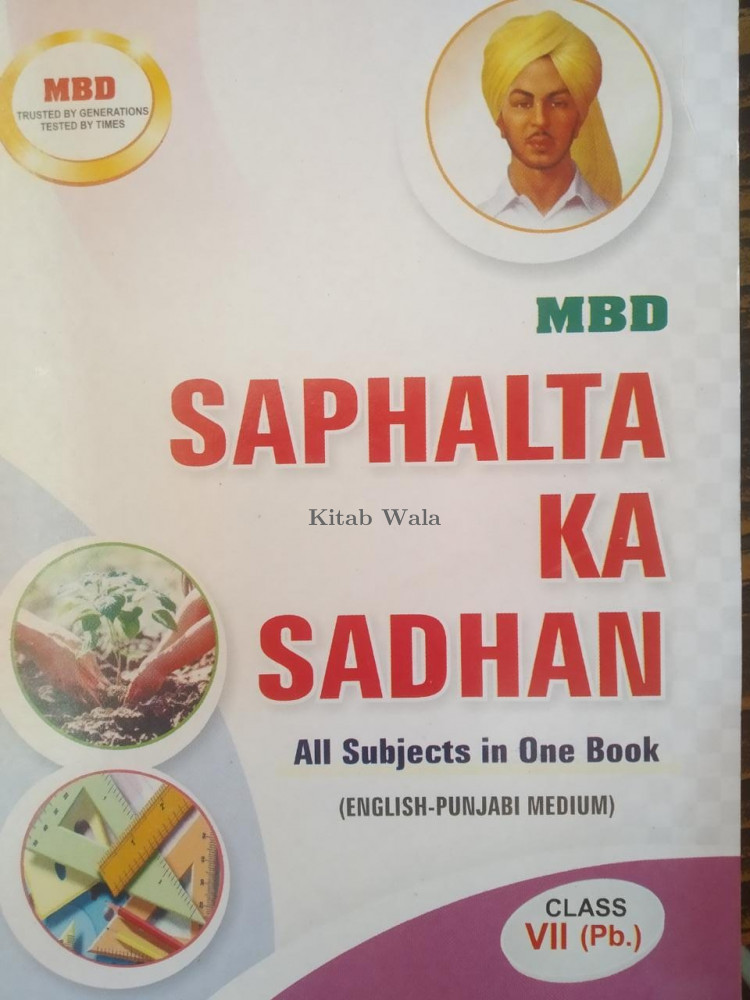 MBD
TRUSTED BY GENERATIONS
TESTED BY TIMES
MBD
SAPHALTA
KA
Kitab Wala
SADHAN
All Subjects in One Book
(ENGLISH-PUNJABI MEDIUM)
CLASS
VII (Pb.)